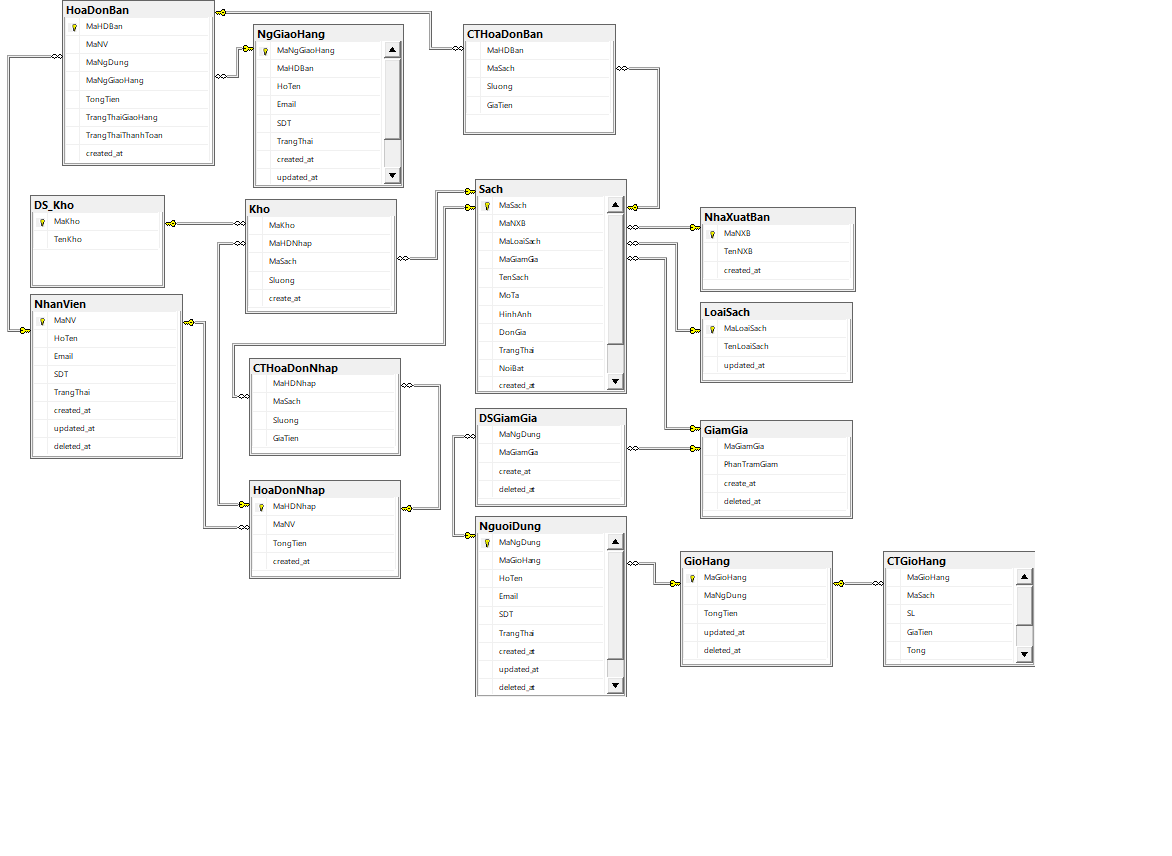 HoaDonBan
MaHDBan
MaNV
MaNgDung
MaNgGiaoHang
TongTien
TrangThaiGiaoHang
TrangThaiThanhToan
created_at
NgGiaoHang
MaNgGiaoHang
MaHDBan
HoTen
Email
SDT
TrangThai
created_at
updated_at
CTHoaDonBan
MaHDBan
MaSach
Sluong
GiaTien
DS_Kho
MaKho
TenKho
Kho
MaKho
MaHDNhap
MaSach
Sluong
create_at
Sach
MaSach
MaNXB
MaLoaiSach
MaGiamGia
TenSach
MoTa
HinhAnh
DonGia
TrangThai
NoiBat
created_at
NhaXuatBan
MaNXB
TenNXB
created_at
NhanVien
MaNV
HoTen
Email
SDT
TrangThai
created_at
updated_at
deleted_at
LoaiSach
MaLoaiSach
TenLoaiSach
updated_at
CTHoaDonNhap
MaHDNhap
MaSach
Sluong
GiaTien
DSGiamGia
MaNgDung
MaGiamGia
create_at
deleted_at
GiamGia
MaGiamGia
PhanTramGiam
create_at
deleted_at
HoaDonNhap
MaHDNhap
MaNV
TongTien
created_at
NguoiDung
MaNgDung
MaGioHang
HoTen
Email
SDT
TrangThai
created_at
updated_at
deleted_at
GioHang
MaGioHang
MaNgDung
TongTien
updated_at
deleted_at
CTGioHang
MaGioHang
MaSach
SL
GiaTien
Tong